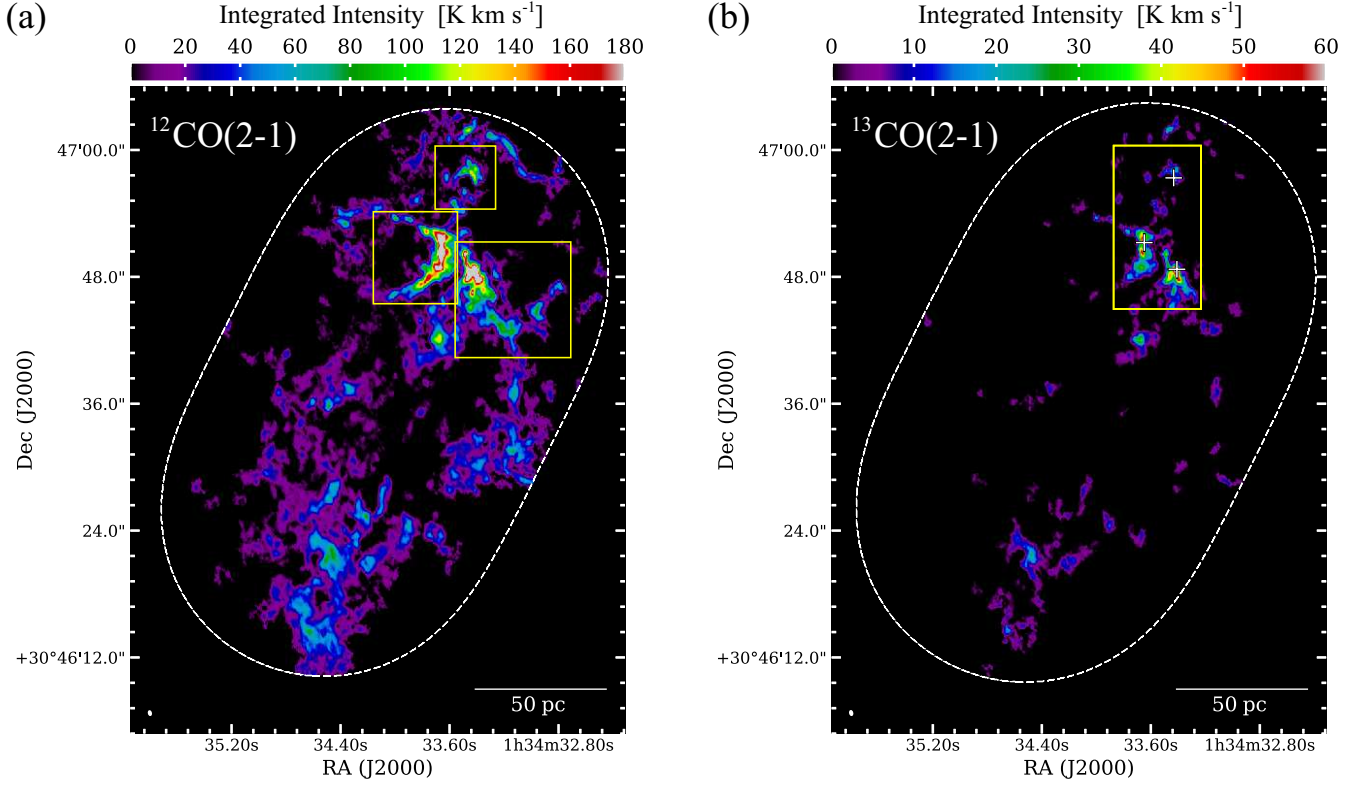 (a)
Integrated Intensity [K km s⁻¹]
0 20 40 60 80 100 120 140 160 180
¹²CO(2-1)
47'00.0"
48.0"
36.0"
24.0"
+30°46'12.0"
Dec (J2000)
50 pc
35.20s 34.40s 33.60s 1h34m32.80s
RA (J2000)
(b)
Integrated Intensity [K km s⁻¹]
0 10 20 30 40 50 60
¹³CO(2-1)
47'00.0"
48.0"
36.0"
24.0"
+30°46'12.0"
Dec (J2000)
50 pc
35.20s 34.40s 33.60s 1h34m32.80s
RA (J2000)